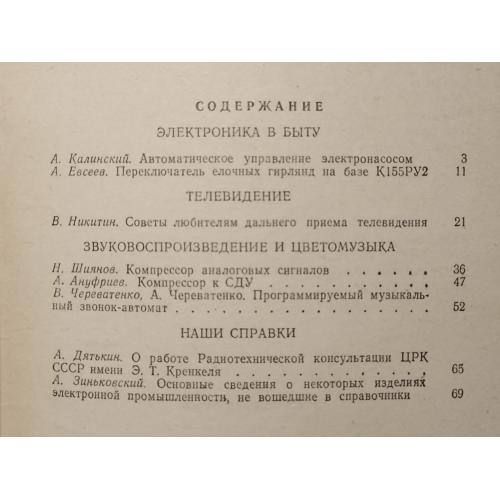 СОДЕРЖАНИЕ
ЭЛЕКТРОНИКА В БЫТУ
А. Калинский. Автоматическое управление электронасосом 3
А. Евсеев. Переключатель елочных гирлянд на базе К155РУ2 11
ТЕЛЕВИДЕНИЕ
В. Никитин. Советы любителям дальнего приема телевидения 21
ЗВУКОВОСПРОИЗВЕДЕНИЕ И ЦВЕТОМУЗЫКА
Н. Шиянов. Компрессор аналоговых сигналов . . . . . . 36
А. Ануфриев. Компрессор к СДУ . . . . . . . . . 47
В. Череватенко, А. Череватенко. Программируемый музыкаль-
ный звонок-автомат . . . . . . . . . . . . . 52
НАШИ СПРАВКИ
А. Дятькин. О работе Радиотехнической консультации ЦРК
СССР имени Э. Т. Кренкеля . . . . . . . . . . 65
А. Зиньковский. Основные сведения о некоторых изделиях
электронной промышленности, не вошедшие в справочники 69